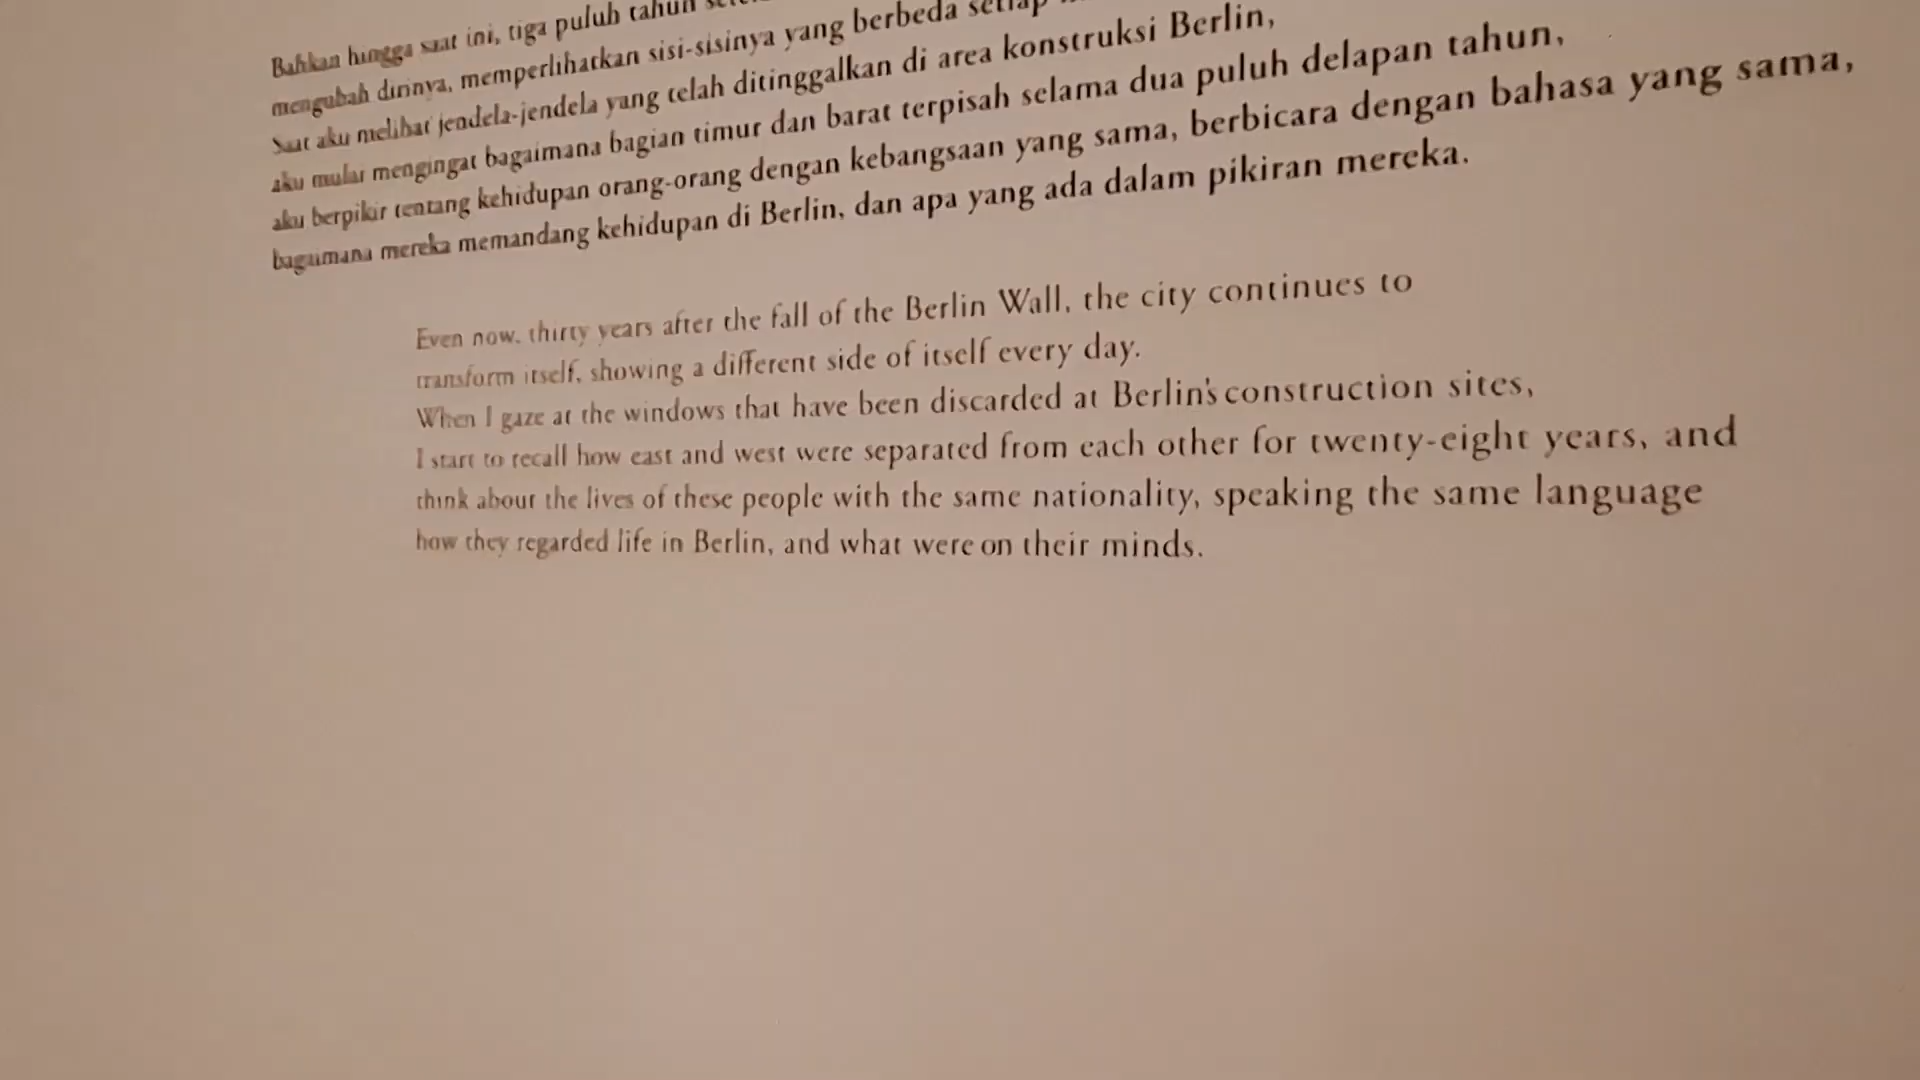 Bahkan hingga saat ini, tiga puluh tahun
mengubah dirinya, memperlihatkan sisi-sisinya yang berbeda setiap
Saat aku melihat jendela-jendela yang telah ditinggalkan di area konstruksi Berlin,
aku mulai mengingat bagaimana bagian timur dan barat terpisah selama dua puluh delapan tahun,
aku berpikir tentang kehidupan orang-orang dengan kebangsaan yang sama, berbicara dengan bahasa yang sama,
bagaimana mereka memandang kehidupan di Berlin, dan apa yang ada dalam pikiran mereka.
Even now, thirty years after the fall of the Berlin Wall, the city continues to
transform itself, showing a different side of itself every day.
When I gaze at the windows that have been discarded at Berlin's construction sites,
I start to recall how east and west were separated from each other for twenty-eight years, and
think about the lives of these people with the same nationality, speaking the same language
how they regarded life in Berlin, and what were on their minds.